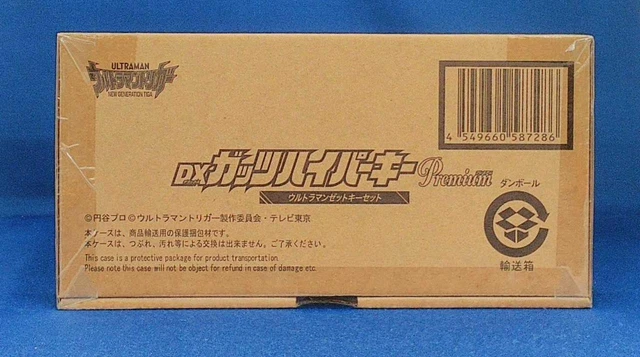 ULTRAMAN
ウルトラマントリガー
NEW GENERATION TIGA
4 549660 587286
DXガッツハイパーキー Premium
ウルトラマンゼットキーセット
ダンボール
©円谷プロ ©ウルトラマントリガー製作委員会・テレビ東京
本ソースは、商品輸送用の保護梱包材です。
本ケースは、つぶれ、汚れ等による交換は出来ません。ご了承ください。
This case is a protective package for product transportation.
Please note this case will not be object for refund in case of damage etc.
輸送箱